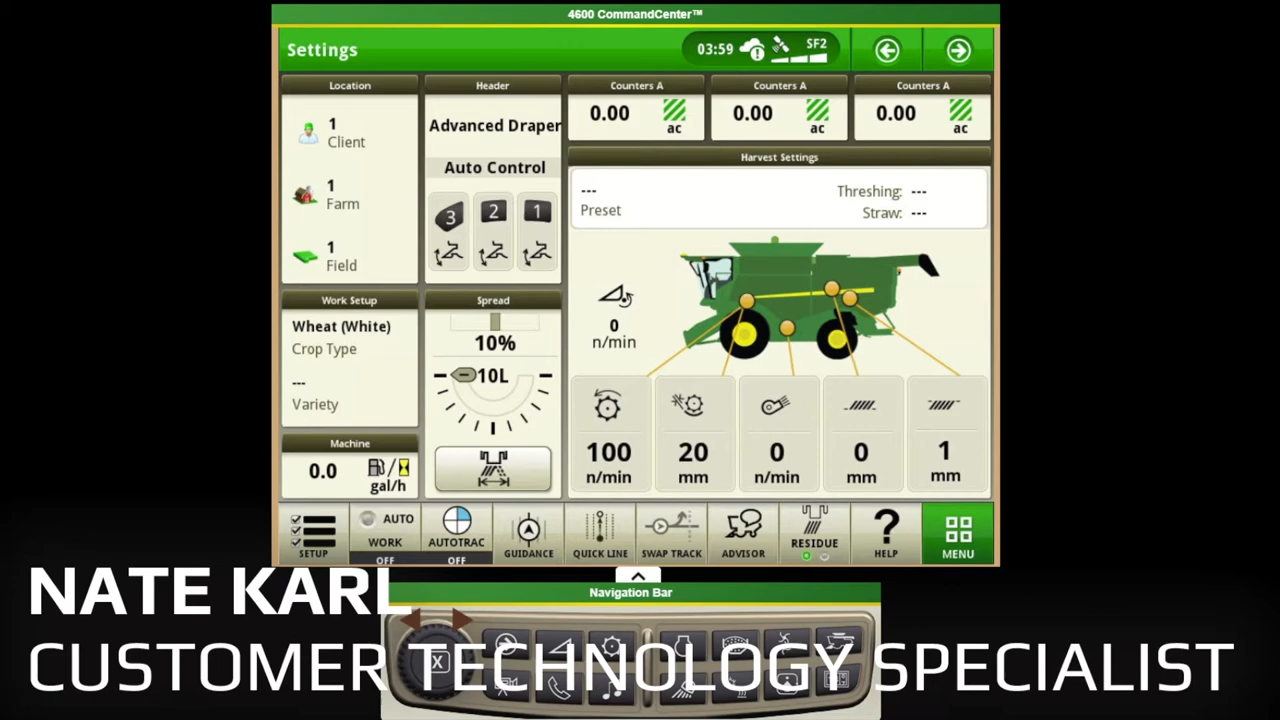 4600 CommandCenter™
Settings
03:59
SF2
Location
1
Client
1
Farm
1
Field
Header
Advanced Draper
Auto Control
3 2 1
Counters A
0.00
ac
Counters A
0.00
ac
Counters A
0.00
ac
Harvest Settings
---
Preset
Threshing: ---
Straw: ---
0
n/min
Work Setup
Wheat (White)
Crop Type
---
Variety
Spread
10%
10L
Machine
0.0
gal/h
100
n/min
20
mm
0
n/min
0
mm
1
mm
SETUP
AUTO
WORK
OFF
AUTOTRAC
OFF
GUIDANCE
QUICK LINE
SWAP TRACK
ADVISOR
RESIDUE
?
HELP
MENU
Navigation Bar
X
NATE KARL
CUSTOMER TECHNOLOGY SPECIALIST